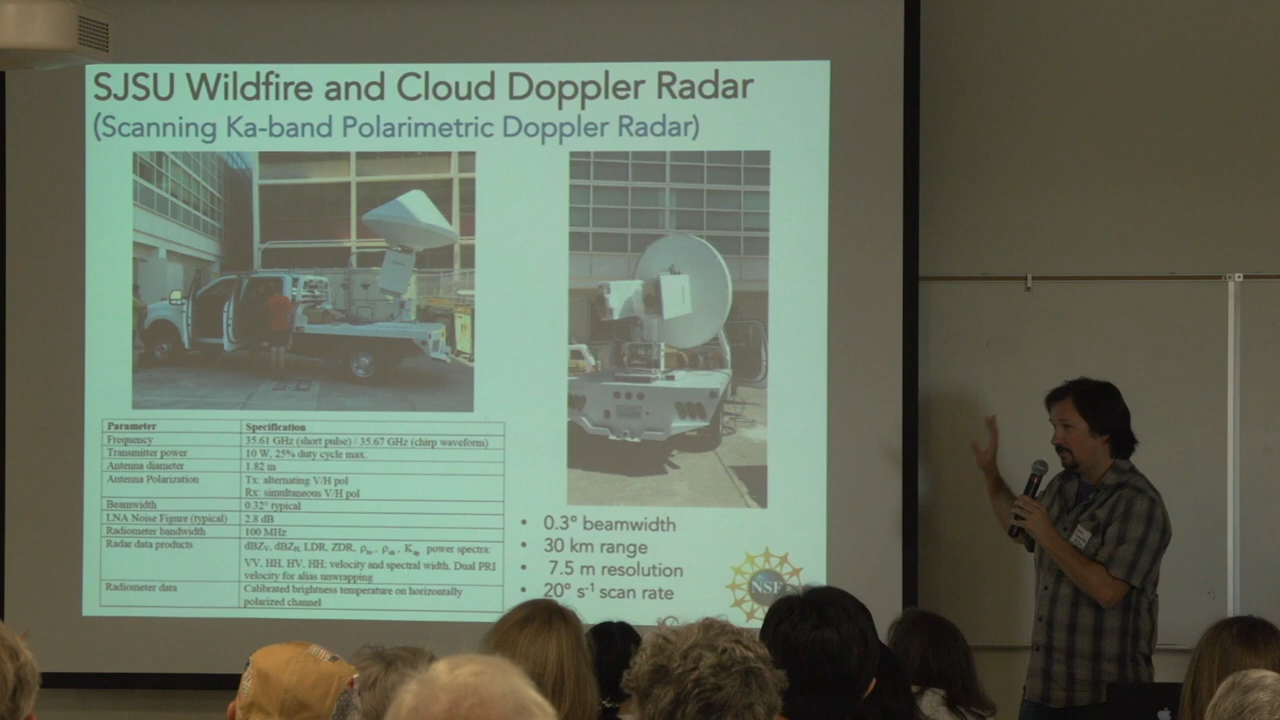 SJSU Wildfire and Cloud Doppler Radar
(Scanning Ka-band Polarimetric Doppler Radar)
Parameter Specification
Frequency 35.61 GHz (short pulse) / 35.67 GHz (chirp waveform)
Transmitter power 10 W, 25% duty cycle max.
Antenna diameter 1.82 m
Antenna Polarization Tx: alternating V/H pol
Rx: simultaneous V/H pol
Beamwidth 0.32° typical
LNA Noise Figure (typical) 2.8 dB
Radiometer bandwidth 100 MHz
Radar data products dBZV, dBZH, LDR, ZDR, power spectra:
VV, HH, HV, HH; velocity and spectral width. Dual PRI
velocity for alias unwrapping
Radiometer data Calibrated brightness temperature on horizontally
polarized channel
• 0.3° beamwidth
• 30 km range
• 7.5 m resolution
• 20° s-1 scan rate
NSF